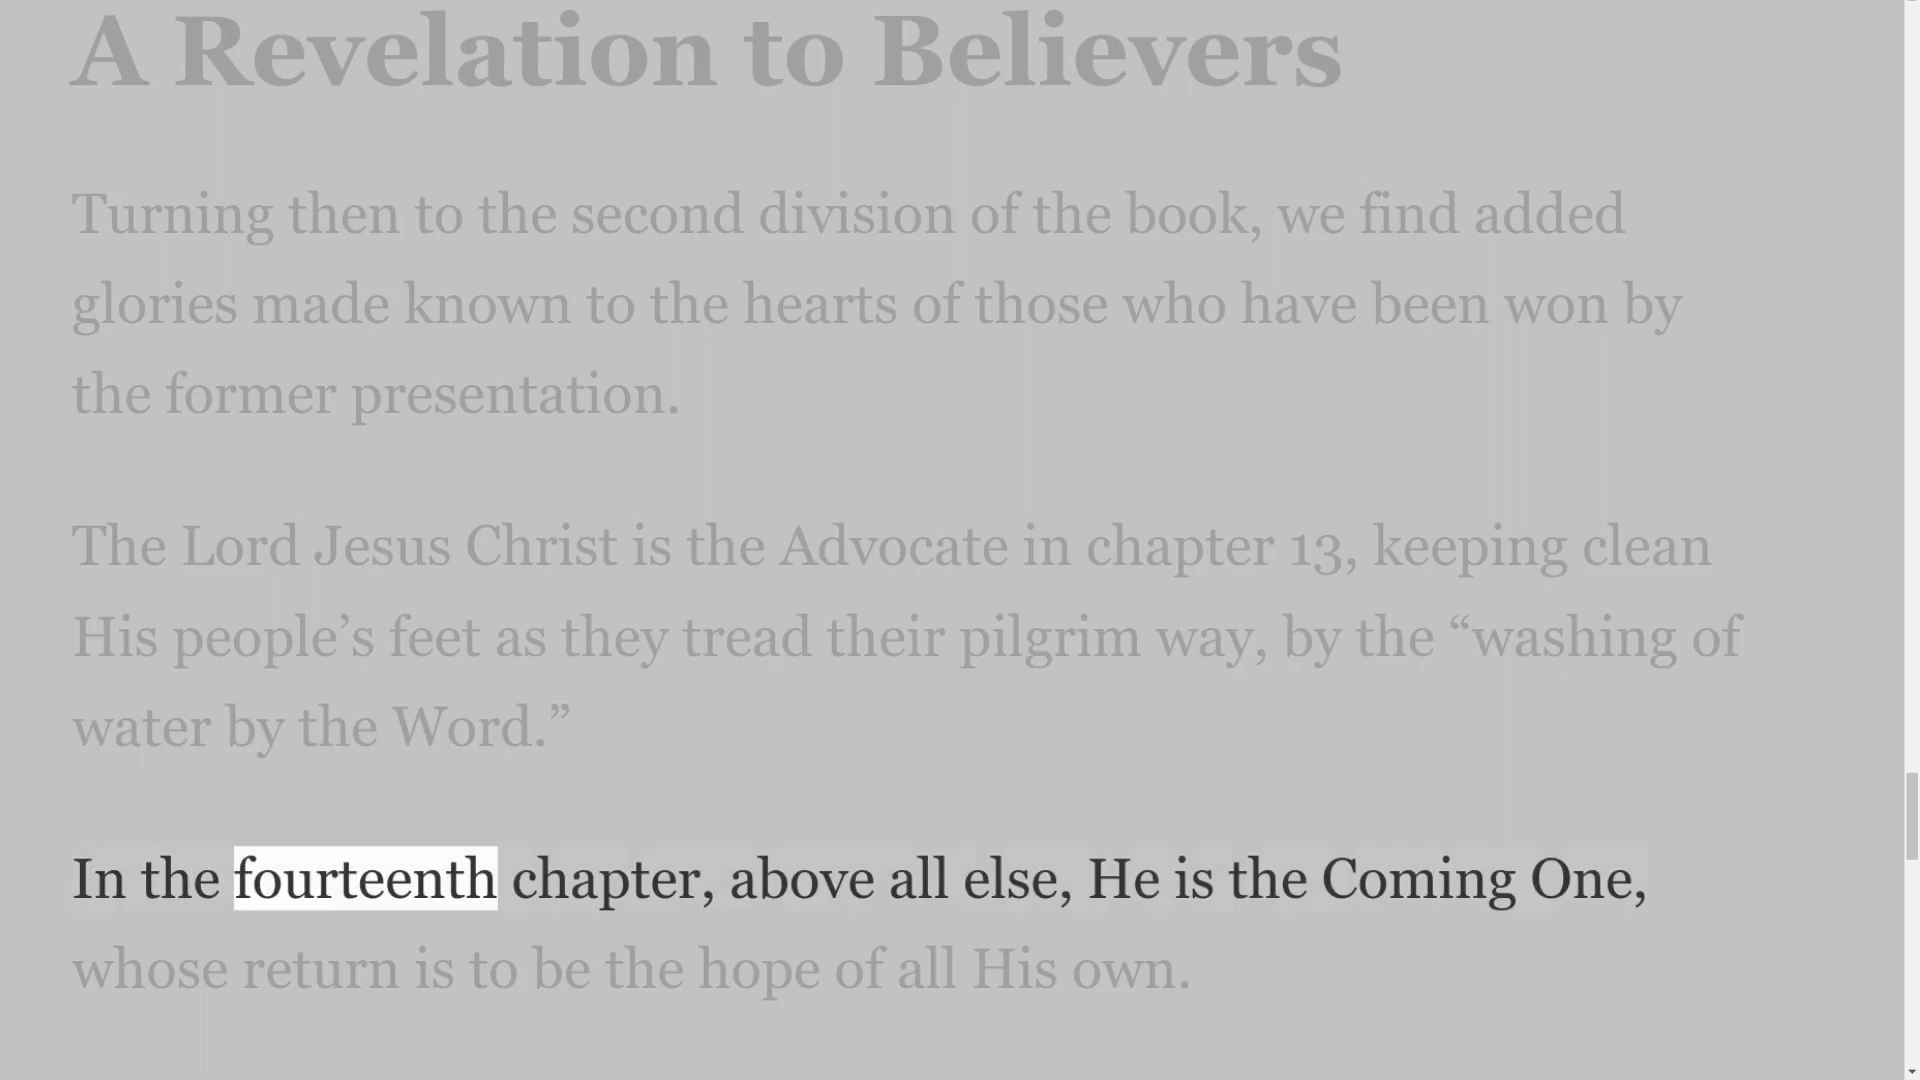 A Revelation to Believers
Turning then to the second division of the book, we find added
glories made known to the hearts of those who have been won by
the former presentation.
The Lord Jesus Christ is the Advocate in chapter 13, keeping clean
His people’s feet as they tread their pilgrim way, by the “washing of
water by the Word.”
In the fourteenth chapter, above all else, He is the Coming One,
whose return is to be the hope of all His own.